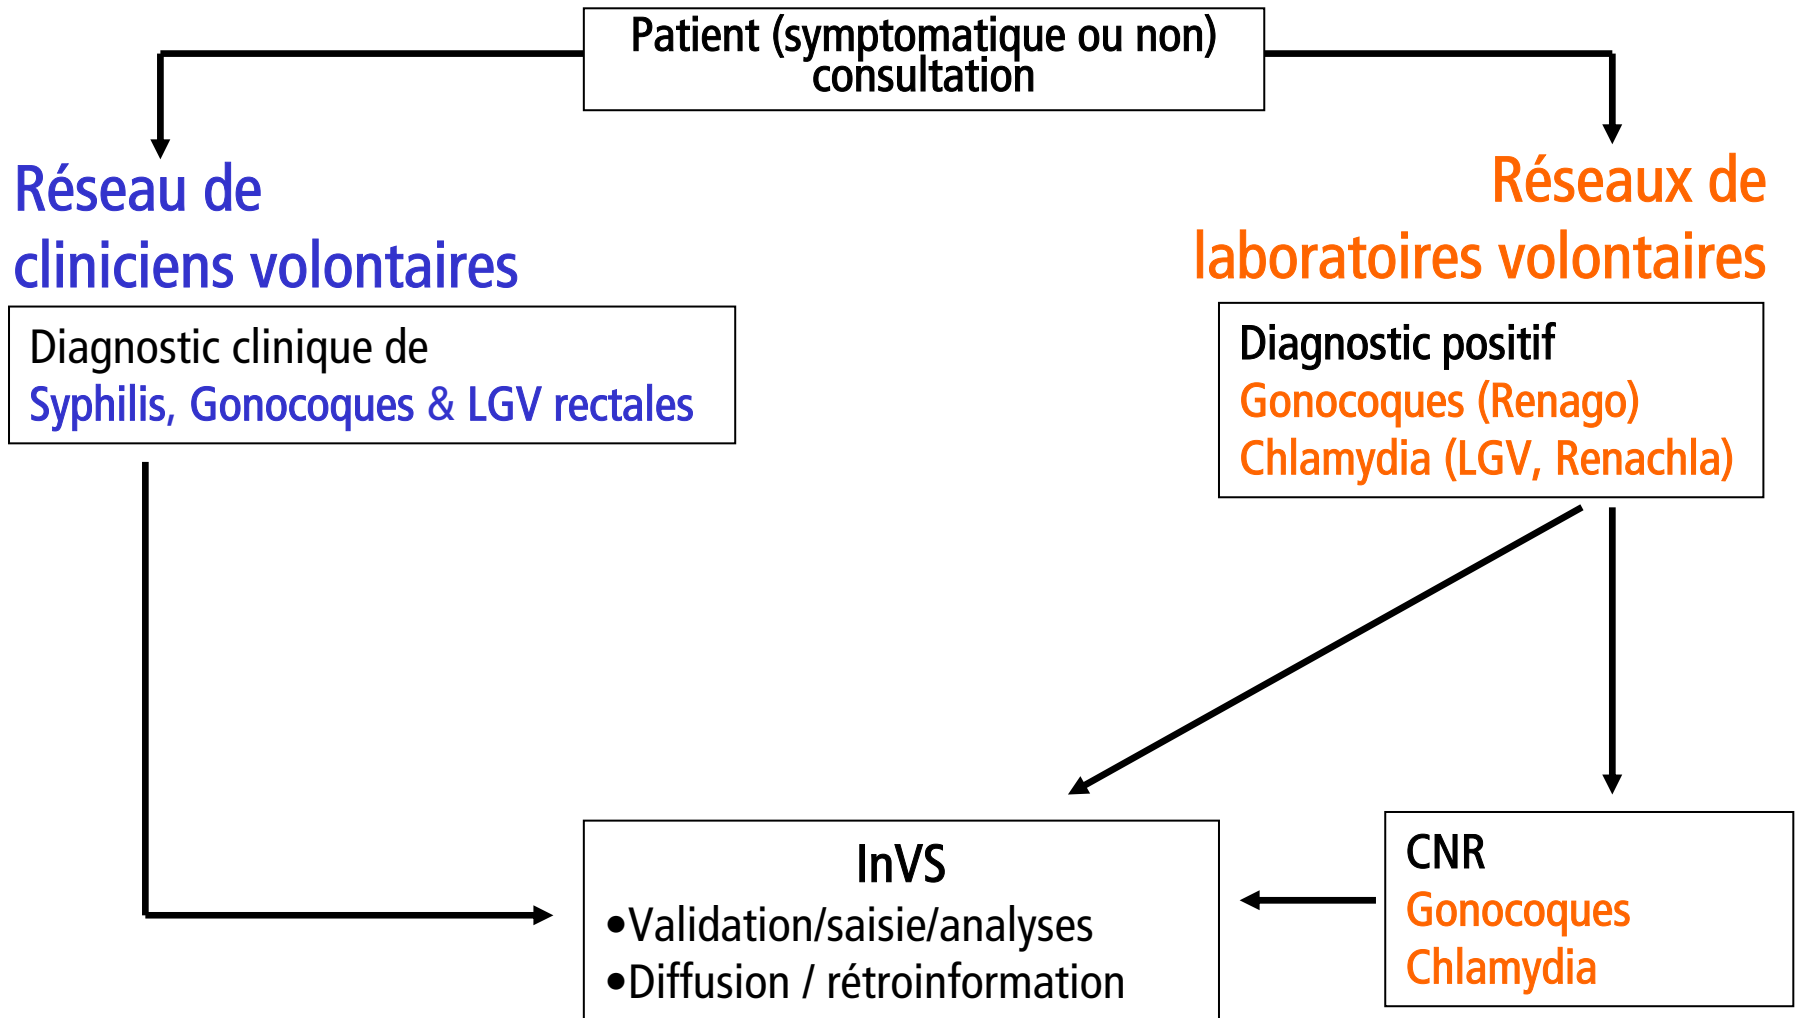 Patient (symptomatique ou non)
consultation
Réseau de
cliniciens volontaires
Diagnostic clinique de
Syphilis, Gonocoques & LGV rectales
Réseaux de
laboratoires volontaires
Diagnostic positif
Gonocoques (Renago)
Chlamydia (LGV, Renachla)
InVS
•Validation/saisie/analyses
•Diffusion / rétroinformation
CNR
Gonocoques
Chlamydia